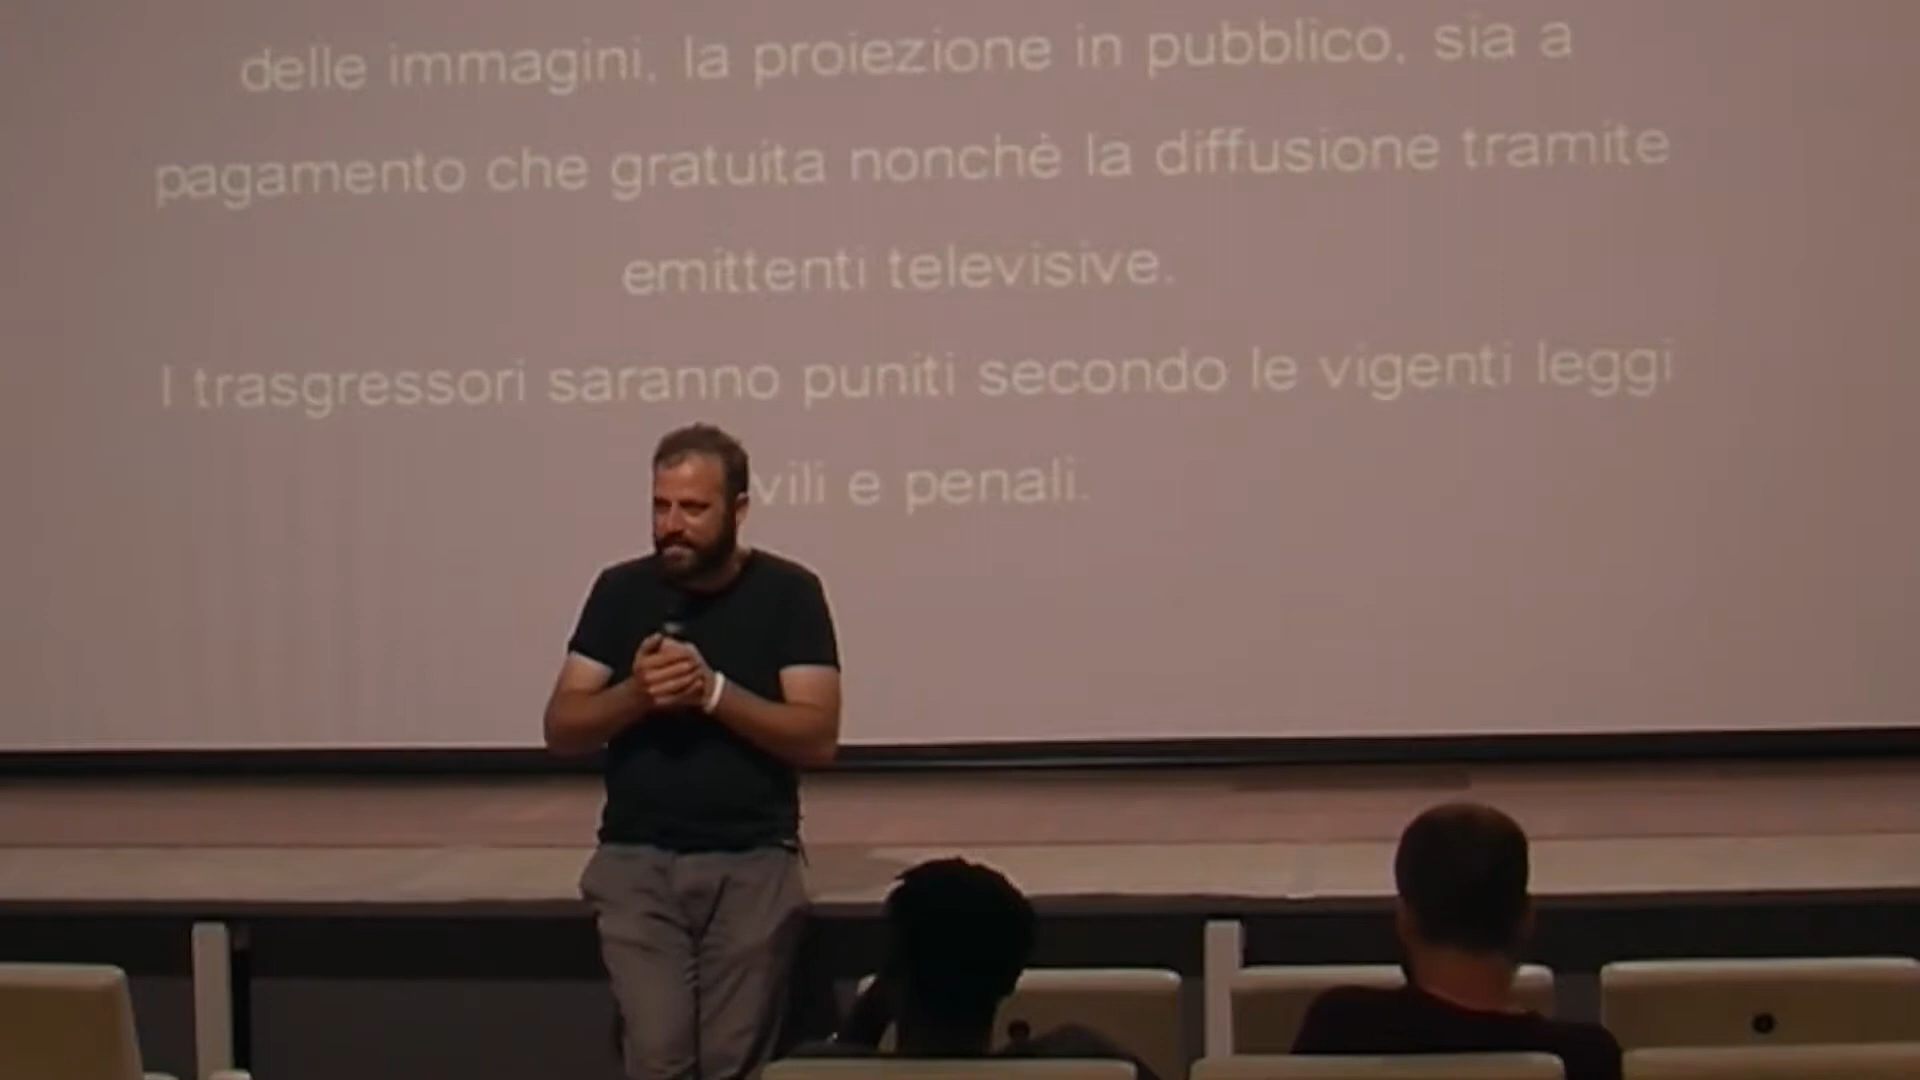 delle immagini, la proiezione in pubblico, sia a
pagamento che gratuita nonchè la diffusione tramite
emittenti televisive.
I trasgressori saranno puniti secondo le vigenti leggi
vili e penali.